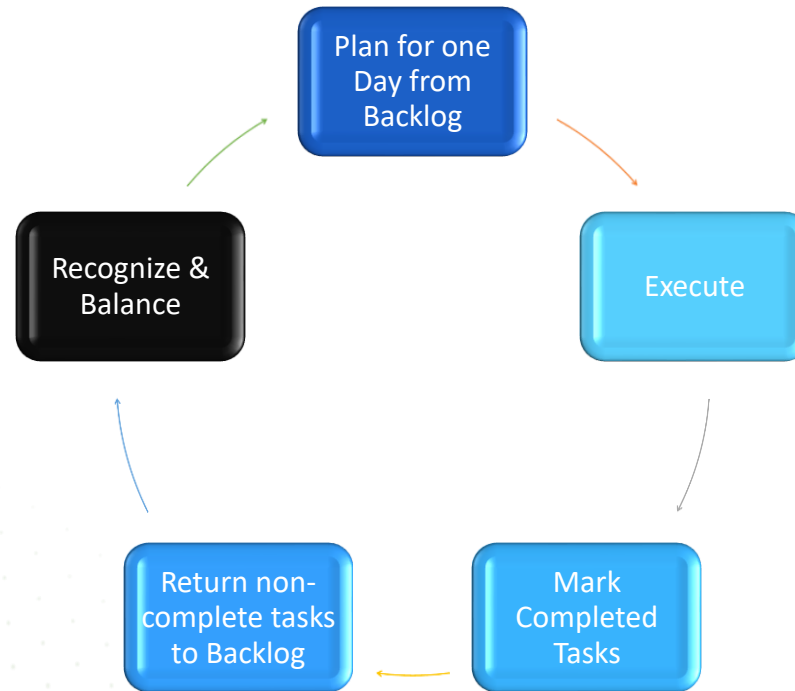 Plan for one
Day from
Backlog
Execute
Mark
Completed
Tasks
Return non-
complete tasks
to Backlog
Recognize &
Balance